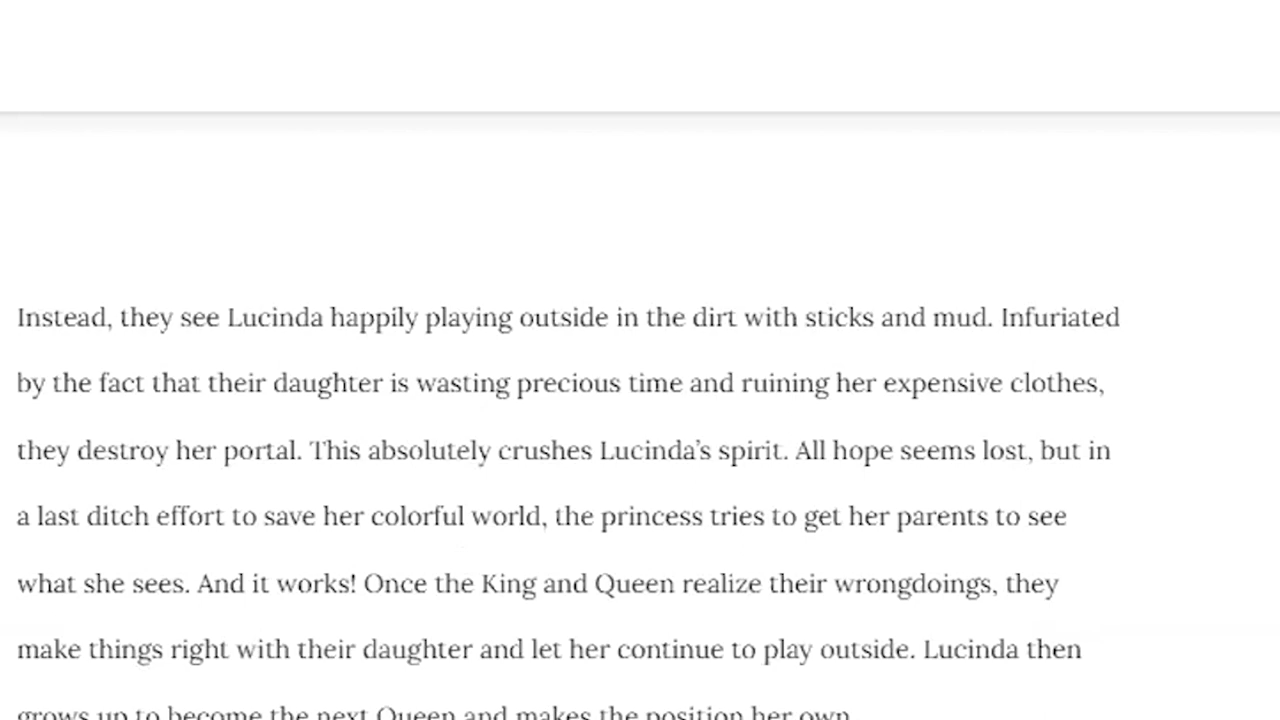 Instead, they see Lucinda happily playing outside in the dirt with sticks and mud. Infuriated
by the fact that their daughter is wasting precious time and ruining her expensive clothes,
they destroy her portal. This absolutely crushes Lucinda’s spirit. All hope seems lost, but in
a last ditch effort to save her colorful world, the princess tries to get her parents to see
what she sees. And it works! Once the King and Queen realize their wrongdoings, they
make things right with their daughter and let her continue to play outside. Lucinda then
grows up to become the next Queen and makes the position her own.